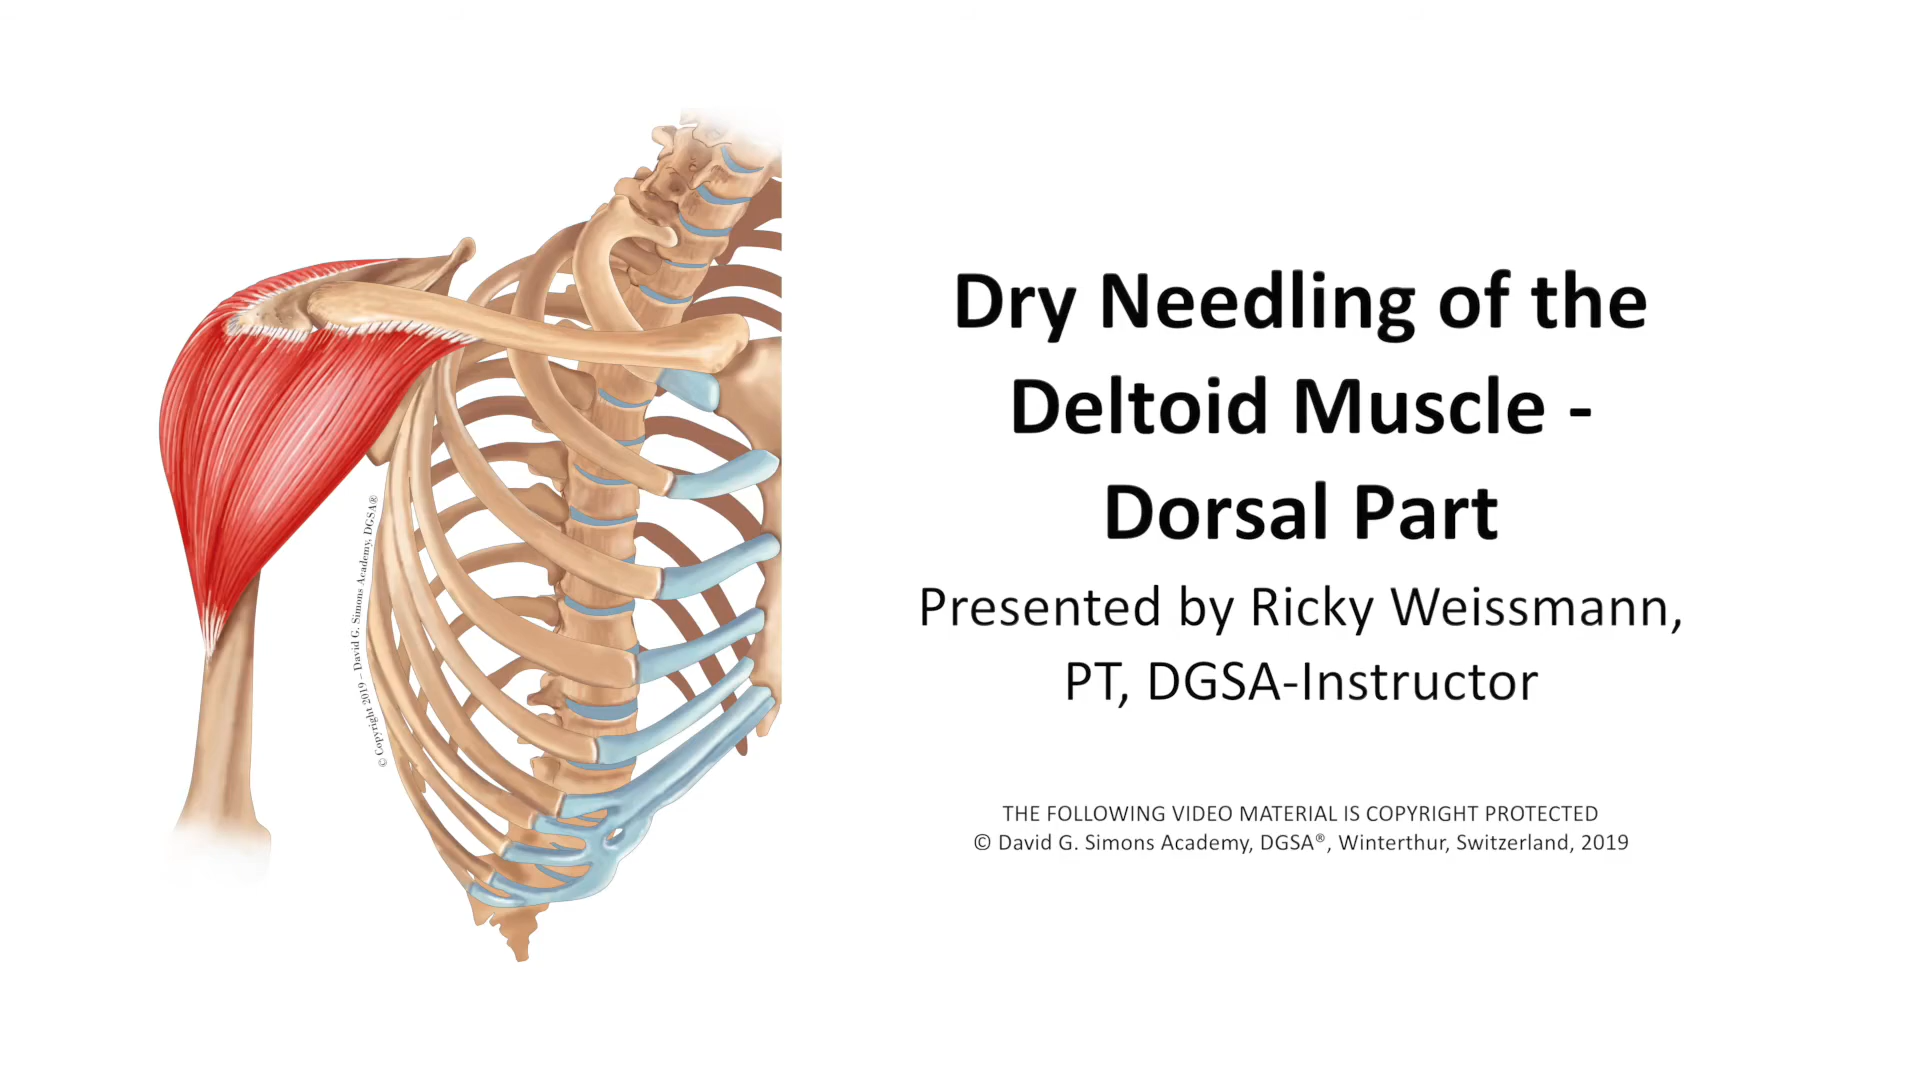 Dry Needling of the
Deltoid Muscle -
Dorsal Part
Presented by Ricky Weissmann,
PT, DGSA-Instructor
THE FOLLOWING VIDEO MATERIAL IS COPYRIGHT PROTECTED
© David G. Simons Academy, DGSA®, Winterthur, Switzerland, 2019
© Copyright 2019 – David G. Simons Academy, DGSA®